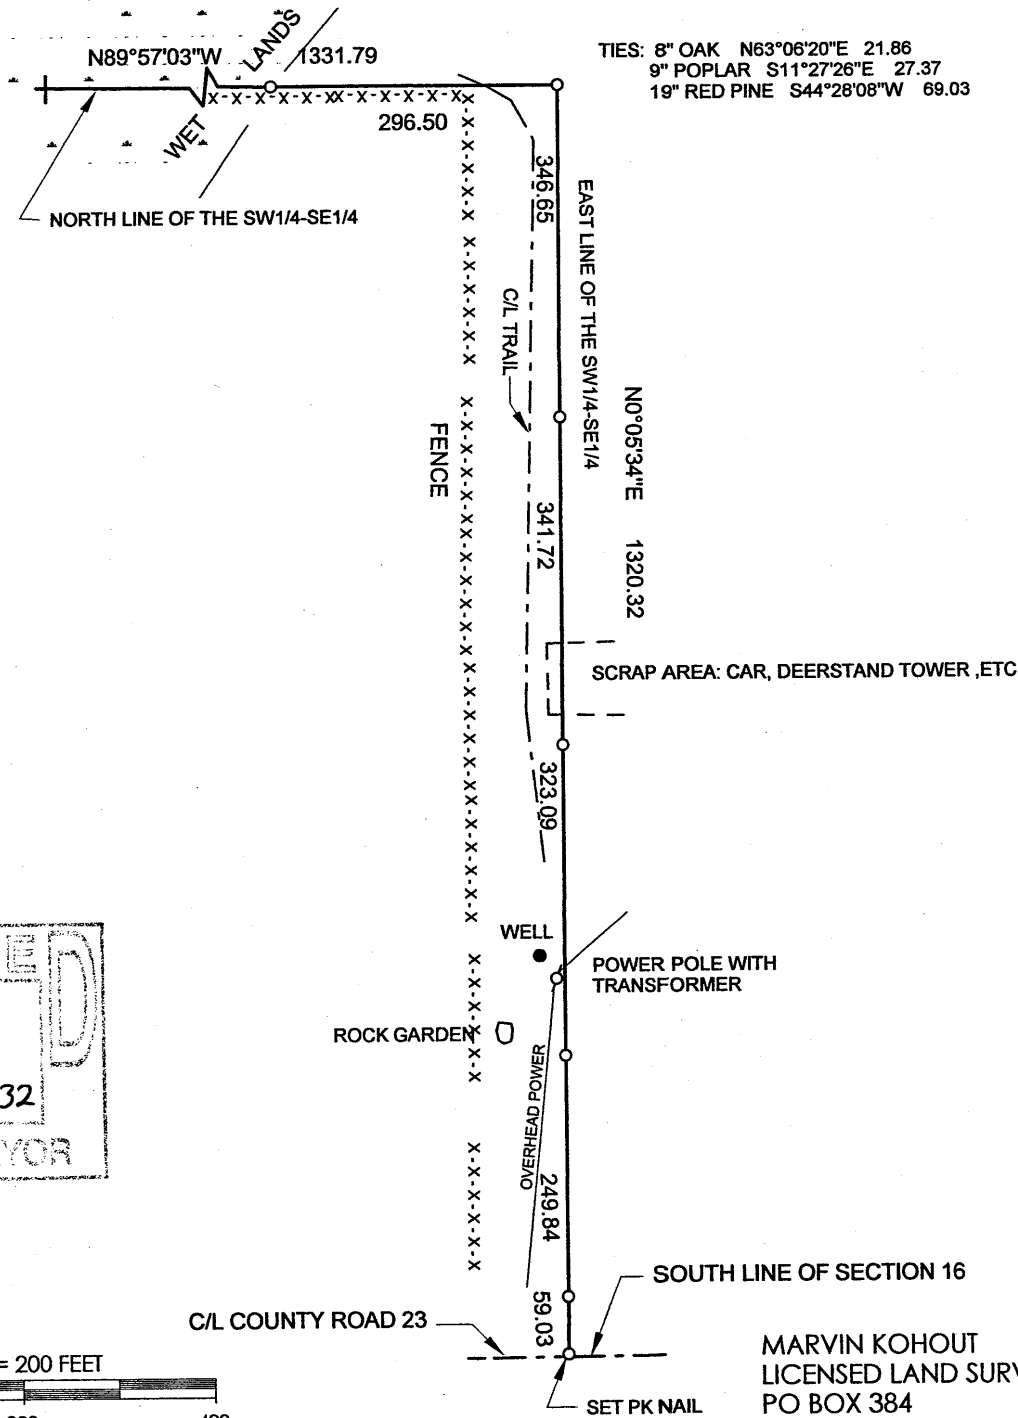 LANDS
N89°57'03"W
1331.79
TIES: 8" OAK N63°06'20"E 21.86
9" POPLAR S11°27'26"E 27.37
19" RED PINE S44°28'08"W 69.03
296.50
WET
346.65
EAST LINE OF THE SW1/4-SE1/4
NORTH LINE OF THE SW1/4-SE1/4
C/L TRAIL
N0°05'34"E 1320.32
FENCE
341.72
SCRAP AREA: CAR, DEERSTAND TOWER ,ETC
323.09
WELL
POWER POLE WITH
TRANSFORMER
ROCK GARDEN
OVERHEAD POWER
E D
32
YOR
249.84
SOUTH LINE OF SECTION 16
59.03
C/L COUNTY ROAD 23
= 200 FEET
MARVIN KOHOUT
LICENSED LAND SURV
PO BOX 384
SET PK NAIL